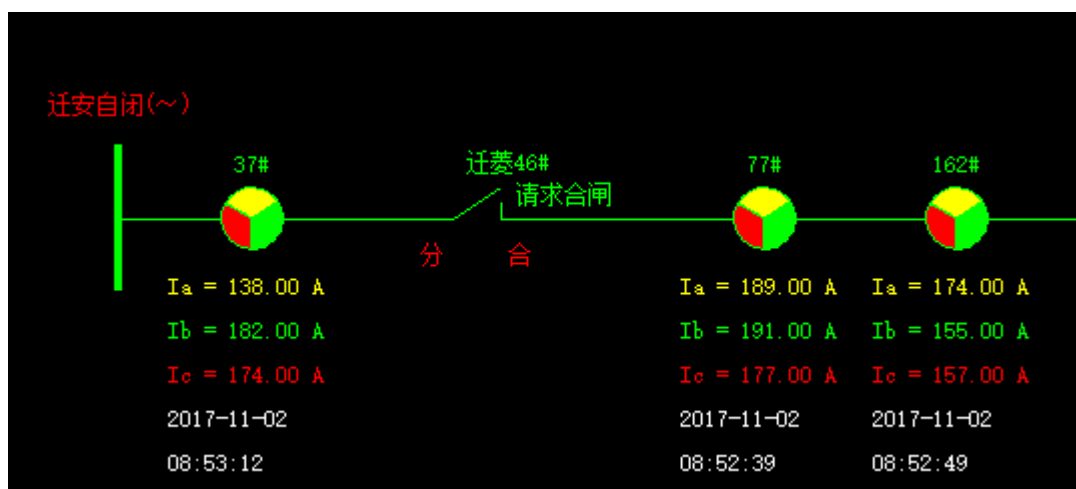 迁安自闭(~)
37#
迁菱46#
77#
162#
请求合闸
分 合
Ia = 138.00 A
Ia = 189.00 A
Ia = 174.00 A
Ib = 182.00 A
Ib = 191.00 A
Ib = 155.00 A
Ic = 174.00 A
Ic = 177.00 A
Ic = 157.00 A
2017-11-02
2017-11-02
2017-11-02
08:53:12
08:52:39
08:52:49